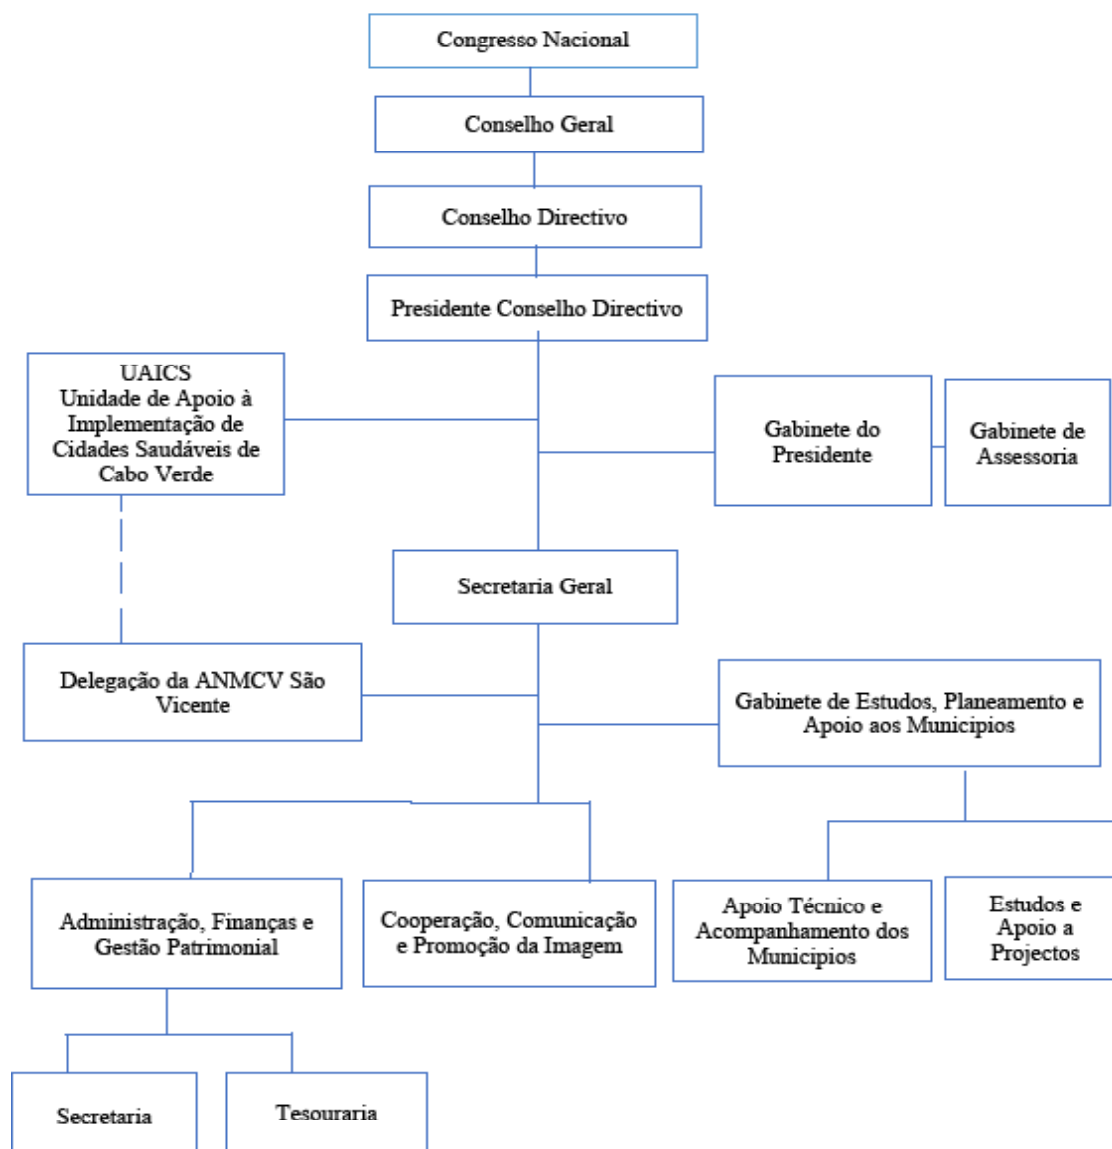 Congresso Nacional
Conselho Geral
Conselho Directivo
Presidente Conselho Directivo
UAICS
Unidade de Apoio à
Implementação de
Cidades Saudáveis de
Cabo Verde
Gabinete do
Presidente
Gabinete de
Assessoria
Secretaria Geral
Delegação da ANMCV São
Vicente
Gabinete de Estudos, Planeamento e
Apoio aos Municipios
Administração, Finanças e
Gestão Patrimonial
Cooperação, Comunicação
e Promoção da Imagem
Apoio Técnico e
Acompanhamento dos
Municipios
Estudos e
Apoio a
Projectos
Secretaria
Tesouraria